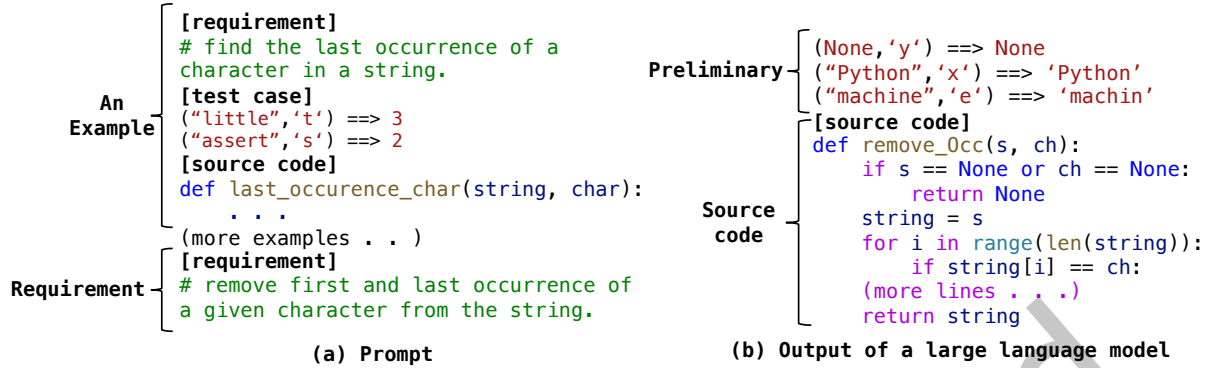 [requirement]
# find the last occurrence of a
character in a string.
[test case]
(“little”,‘t‘) ==> 3
(“assert”,‘s‘) ==> 2
[source code]
def last_occurence_char(string, char):
. . .
(more examples . . )
An
Example
[requirement]
# remove first and last occurrence of
a given character from the string.
Requirement
(a) Prompt
Preliminary
(None,‘y‘) ==> None
(“Python”,‘x‘) ==> ‘Python’
(“machine”,‘e‘) ==> ‘machin’
[source code]
def remove_Occ(s, ch):
if s == None or ch == None:
return None
string = s
for i in range(len(string)):
if string[i] == ch:
(more lines . . .)
return string
Source
code
(b) Output of a large language model